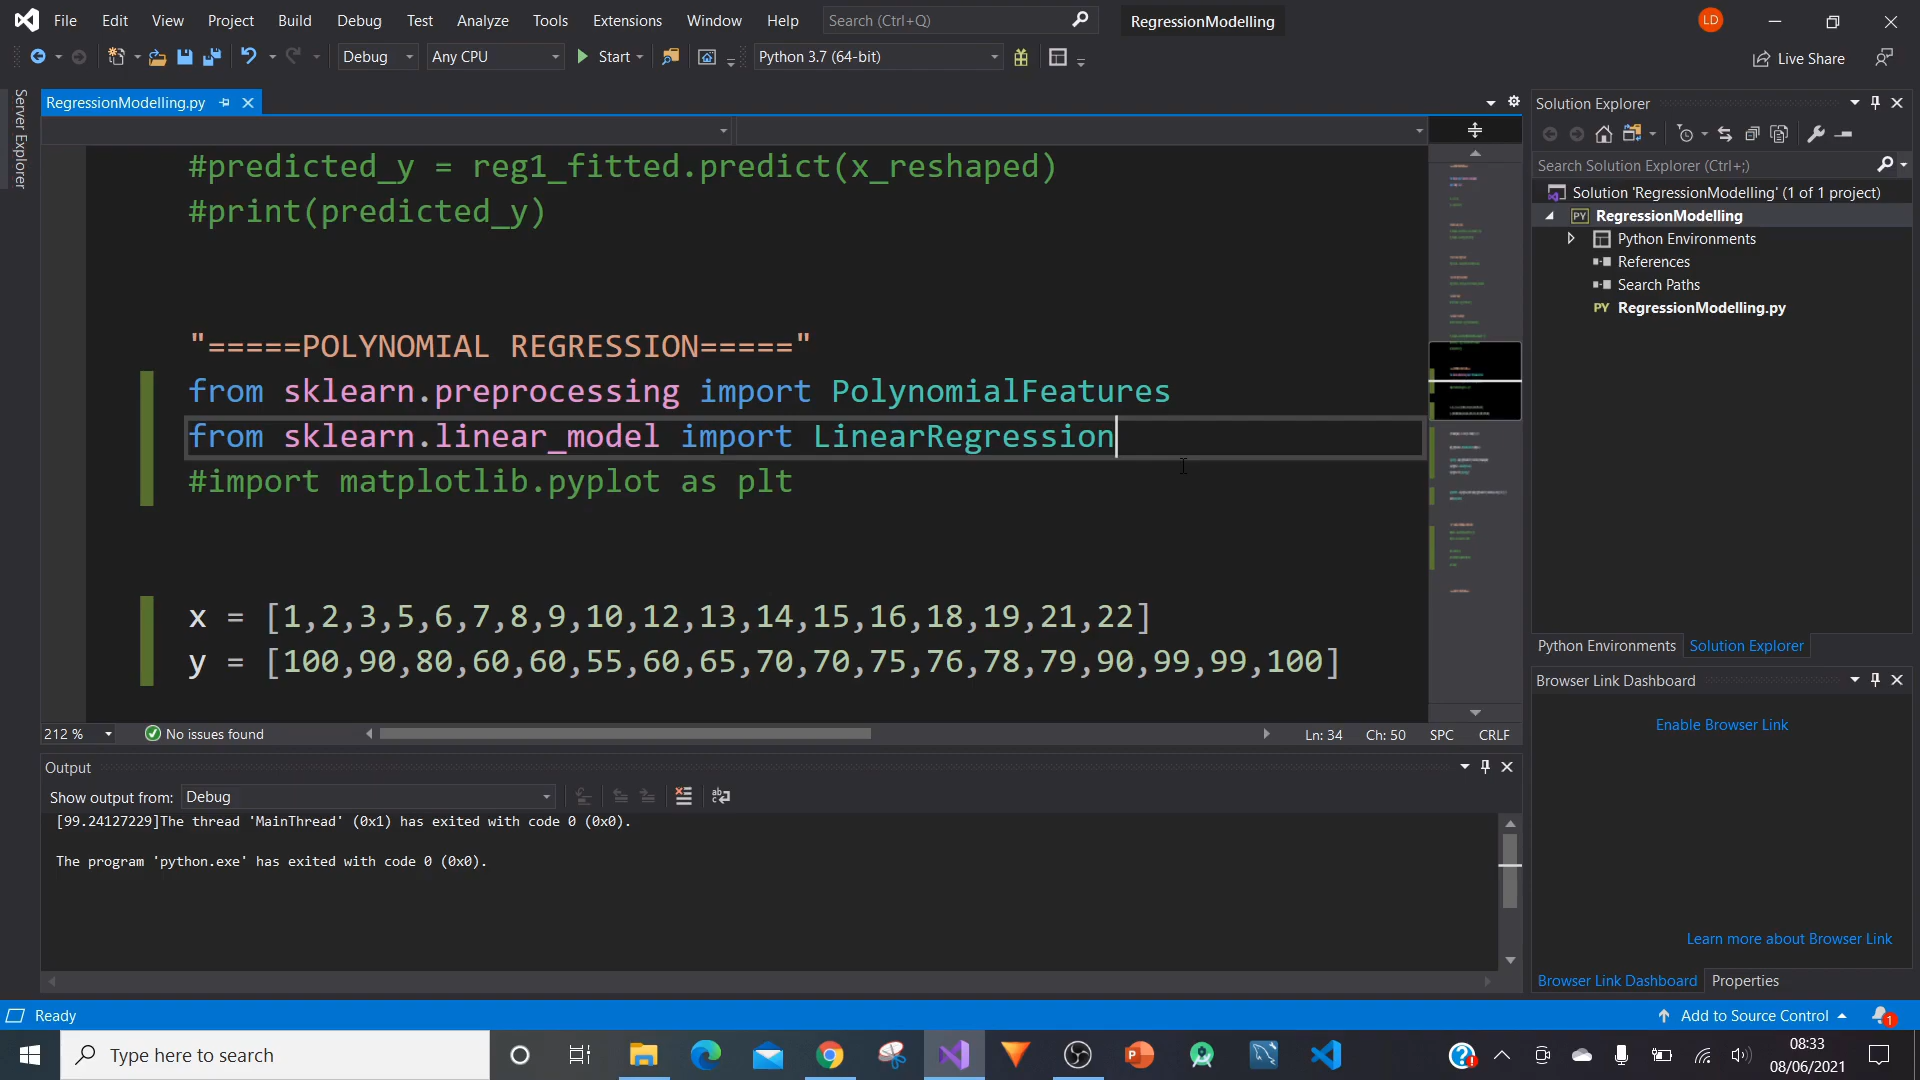 File Edit View Project Build Debug Test Analyze Tools Extensions Window Help Search (Ctrl+Q) RegressionModelling LD
Debug Any CPU Start Python 3.7 (64-bit) Live Share
Server Explorer
RegressionModelling.py
#predicted_y = reg1_fitted.predict(x_reshaped)
#print(predicted_y)
"=====POLYNOMIAL REGRESSION====="
from sklearn.preprocessing import PolynomialFeatures
from sklearn.linear_model import LinearRegression
#import matplotlib.pyplot as plt
x = [1,2,3,5,6,7,8,9,10,12,13,14,15,16,18,19,21,22]
y = [100,90,80,60,60,55,60,65,70,70,75,76,78,79,90,99,99,100]
212 % No issues found Ln: 34 Ch: 50 SPC CRLF
Output
Show output from: Debug
[99.24127229]The thread 'MainThread' (0x1) has exited with code 0 (0x0).
The program 'python.exe' has exited with code 0 (0x0).
Solution Explorer
Search Solution Explorer (Ctrl+;)
Solution 'RegressionModelling' (1 of 1 project)
PY RegressionModelling
Python Environments
References
Search Paths
PY RegressionModelling.py
Python Environments Solution Explorer
Browser Link Dashboard
Enable Browser Link
Learn more about Browser Link
Browser Link Dashboard Properties
Ready Add to Source Control 1
Type here to search
08:33
08/06/2021